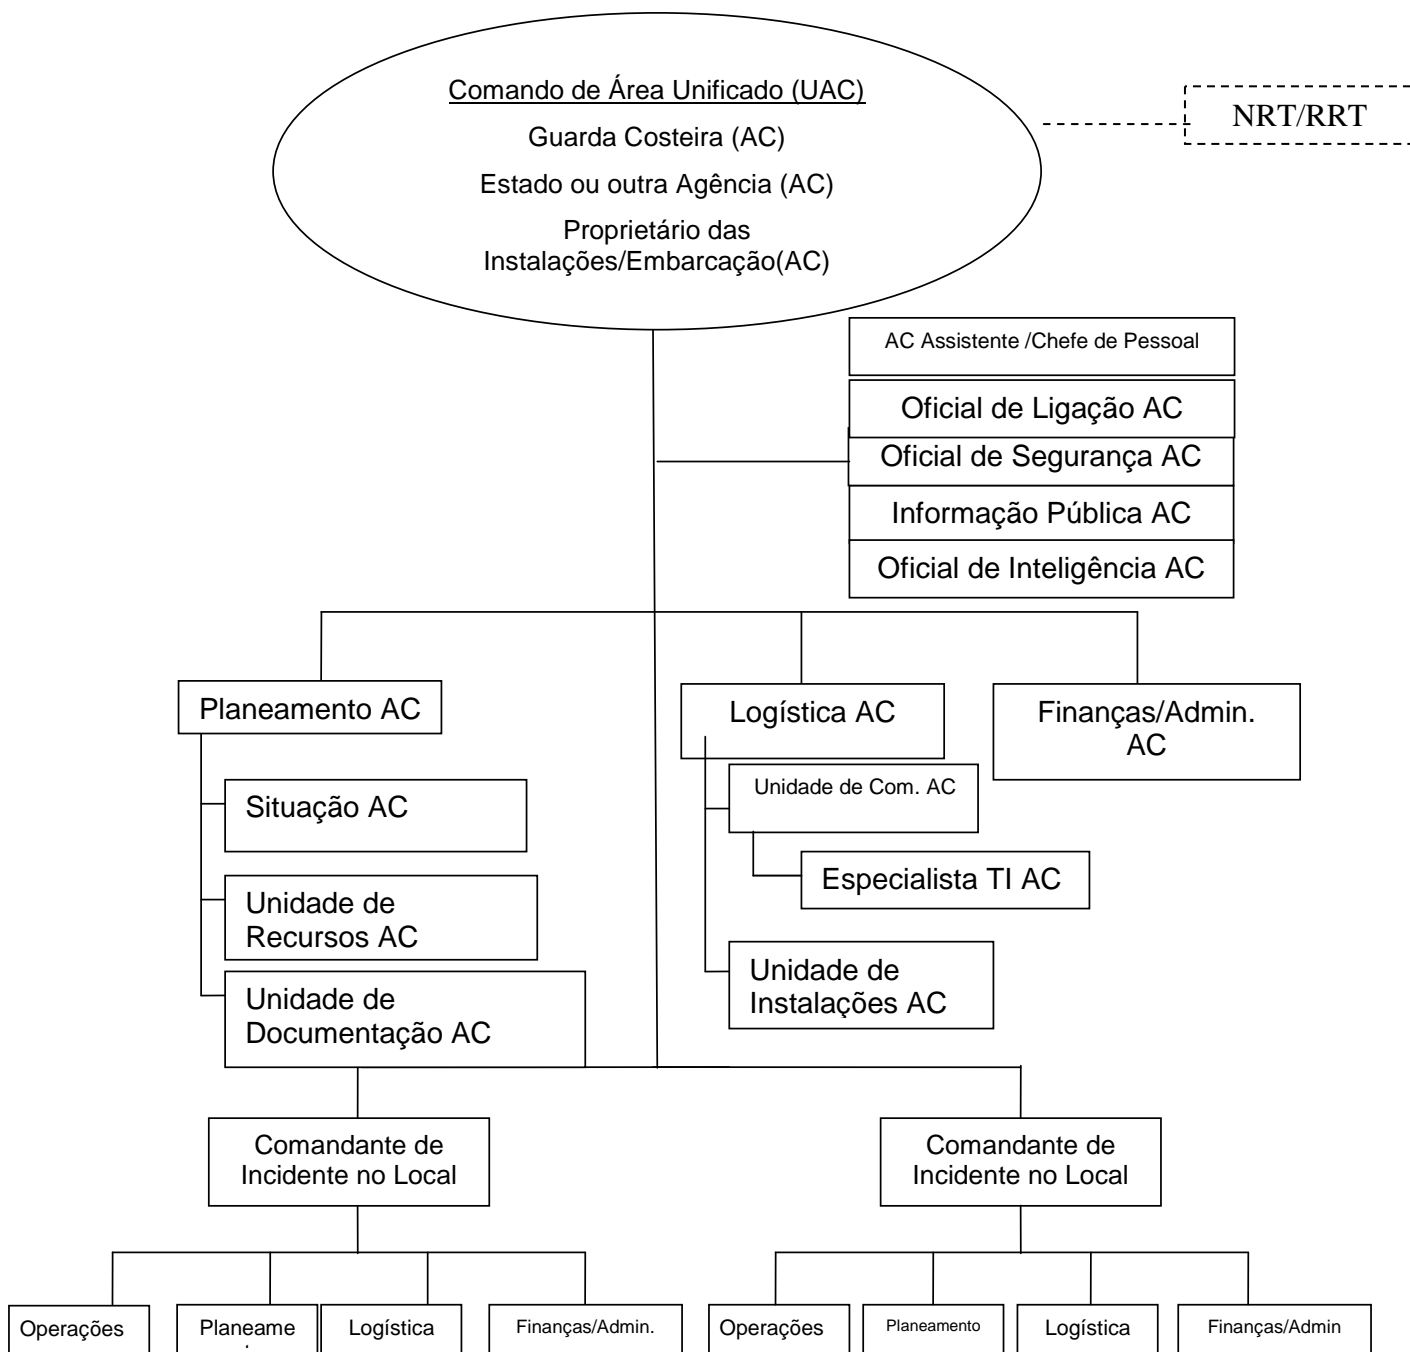 Comando de Área Unificado (UAC)
Guarda Costeira (AC)
Estado ou outra Agência (AC)
Proprietário das
Instalações/Embarcação(AC)
NRT/RRT
AC Assistente /Chefe de Pessoal
Oficial de Ligação AC
Oficial de Segurança AC
Informação Pública AC
Oficial de Inteligência AC
Planeamento AC
Logística AC
Finanças/Admin.
AC
Situação AC
Unidade de
Recursos AC
Unidade de
Documentação AC
Unidade de Com. AC
Especialista TI AC
Unidade de
Instalações AC
Comandante de
Incidente no Local
Comandante de
Incidente no Local
Operações
Planeame
Logística
Finanças/Admin.
Operações
Planeamento
Logística
Finanças/Admin